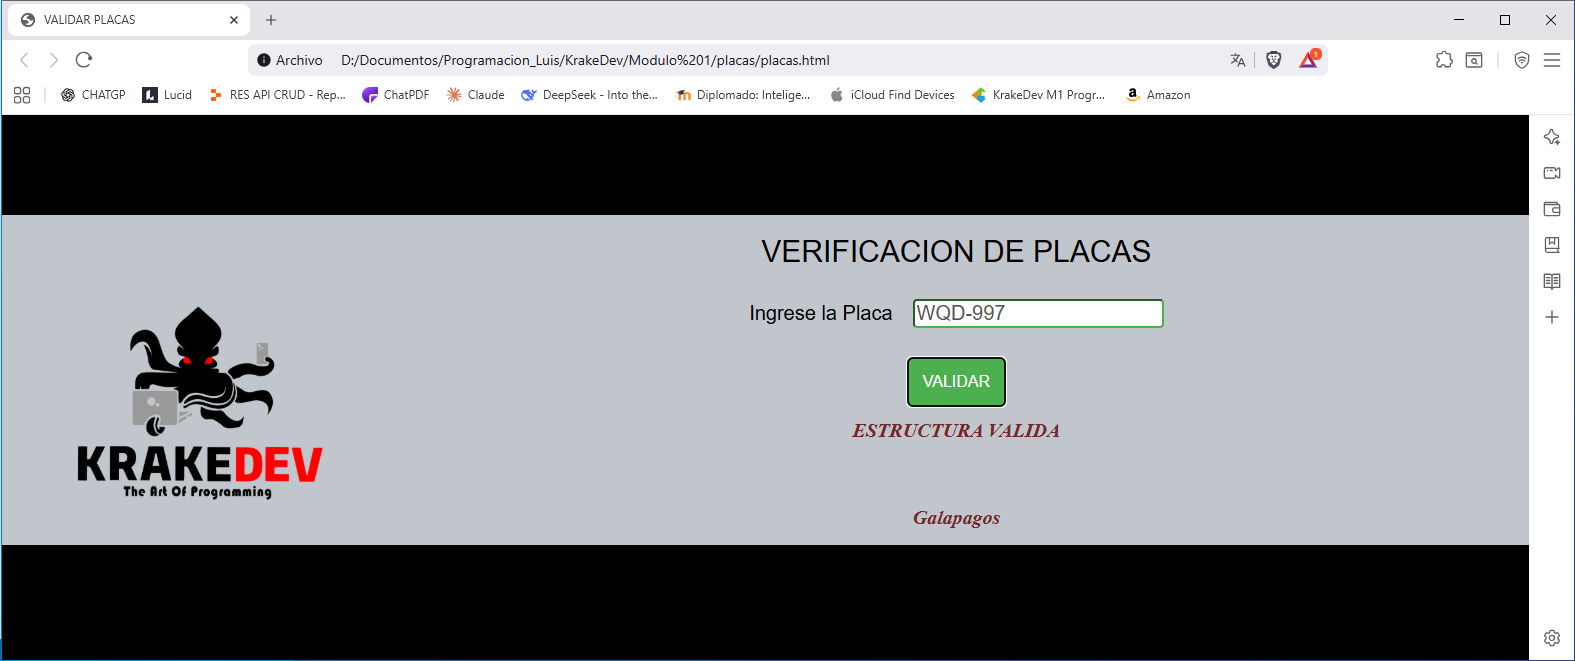 VALIDAR PLACAS
Archivo D:/Documentos/Programacion_Luis/KrakeDev/Modulo%201/placas/placas.html
1
CHATGP Lucid RES API CRUD - Rep... ChatPDF Claude DeepSeek - Into the... Diplomado: Intelige... iCloud Find Devices KrakeDev M1 Progr... Amazon
VERIFICACION DE PLACAS
Ingrese la Placa WQD-997
VALIDAR
ESTRUCTURA VALIDA
KRAKEDEV
The Art Of Programming
Galapagos